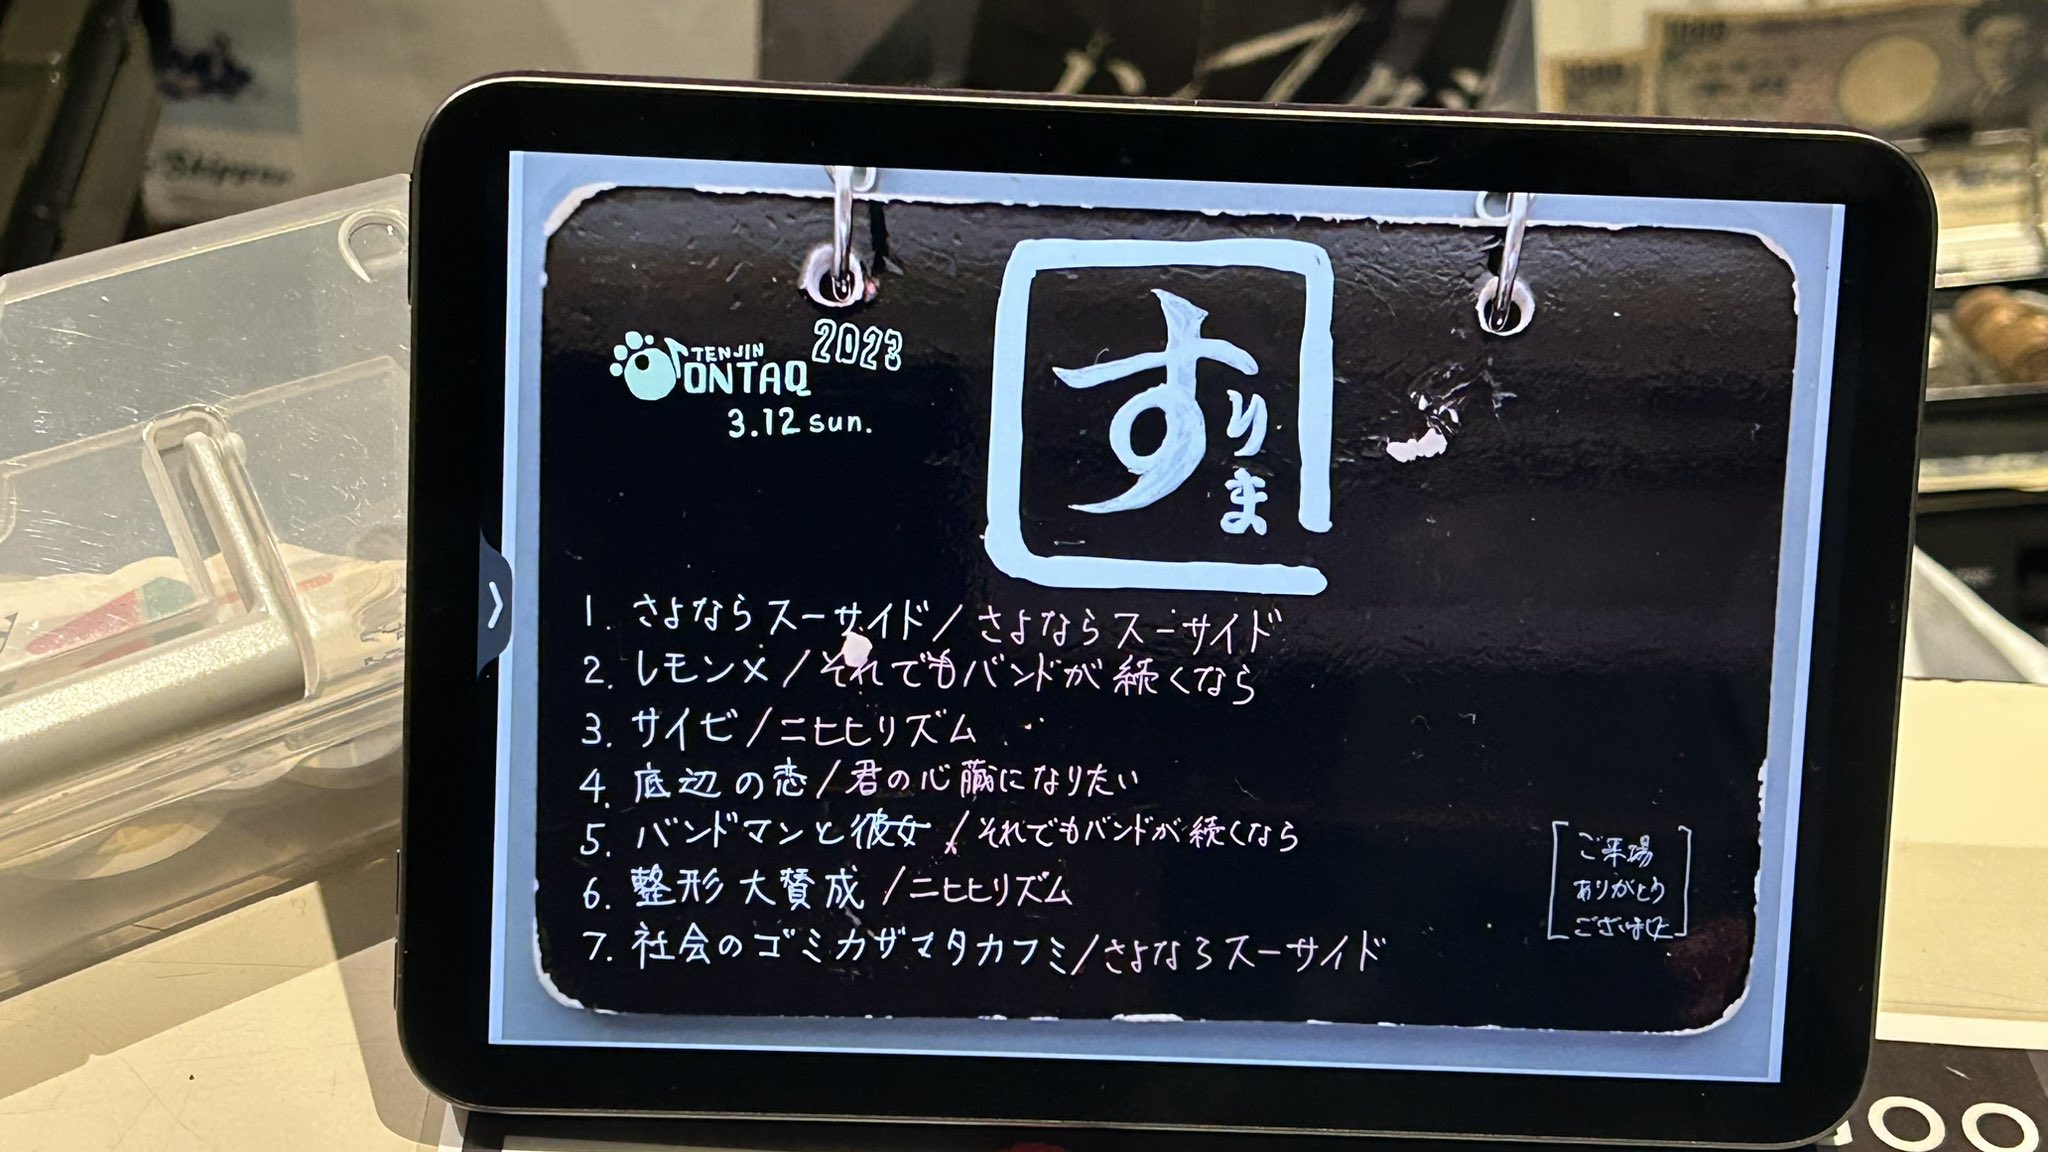 TENJIN
ONTAQ
2023
3.12 sun.
すりま
1. さよならスーサイド/さよならスーサイド
2. レモン×/それでもバンドが続くなら
3. サイゼ/ニヒヒリズム
4. 底辺の恋/君の心臓になりたい
5. バンドマンと彼女/それでもバンドが続くなら
6. 整形大賛成/ニヒヒリズム
7. 社会のゴミカザマタカフミ/さよならスーサイド
ご来場
ありがとう
ございました